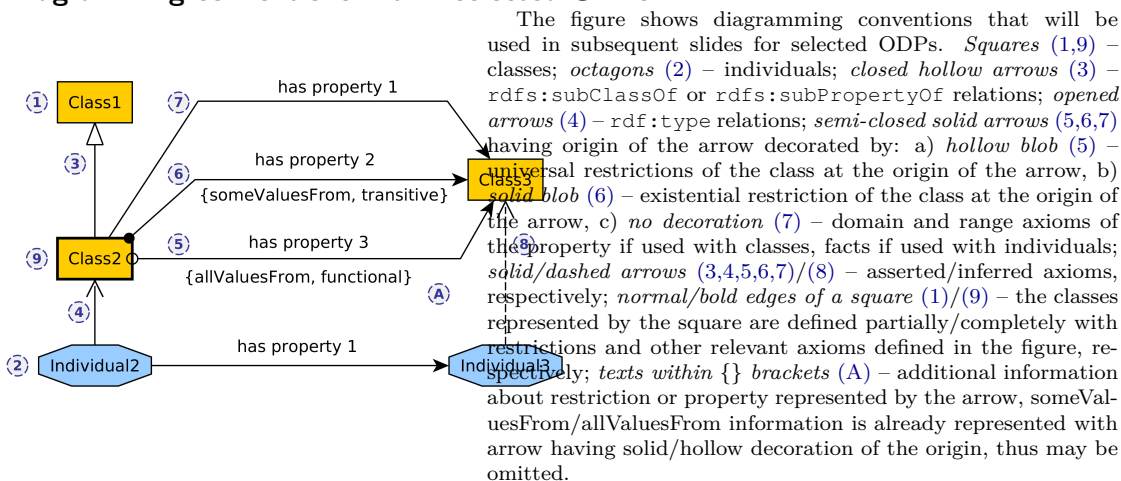 1
Class1
7
has property 1
3
6
has property 2
{someValuesFrom, transitive}
Class3
9
Class2
5
has property 3
{allValuesFrom, functional}
8
A
4
2
Individual2
has property 1
Individual3
The figure shows diagramming conventions that will be
used in subsequent slides for selected ODPs. Squares (1,9) –
classes; octagons (2) – individuals; closed hollow arrows (3) –
rdfs:subClassOf or rdfs:subPropertyOf relations; opened
arrows (4) – rdf:type relations; semi-closed solid arrows (5,6,7)
having origin of the arrow decorated by: a) hollow blob (5) –
universal restrictions of the class at the origin of the arrow, b)
solid blob (6) – existential restriction of the class at the origin of
the arrow, c) no decoration (7) – domain and range axioms of
the property if used with classes, facts if used with individuals;
solid/dashed arrows (3,4,5,6,7)/(8) – asserted/inferred axioms,
respectively; normal/bold edges of a square (1)/(9) – the classes
represented by the square are defined partially/completely with
restrictions and other relevant axioms defined in the figure, re-
spectively; texts within {} brackets (A) – additional information
about restriction or property represented by the arrow, someVal-
uesFrom/allValuesFrom information is already represented with
arrow having solid/hollow decoration of the origin, thus may be
omitted.